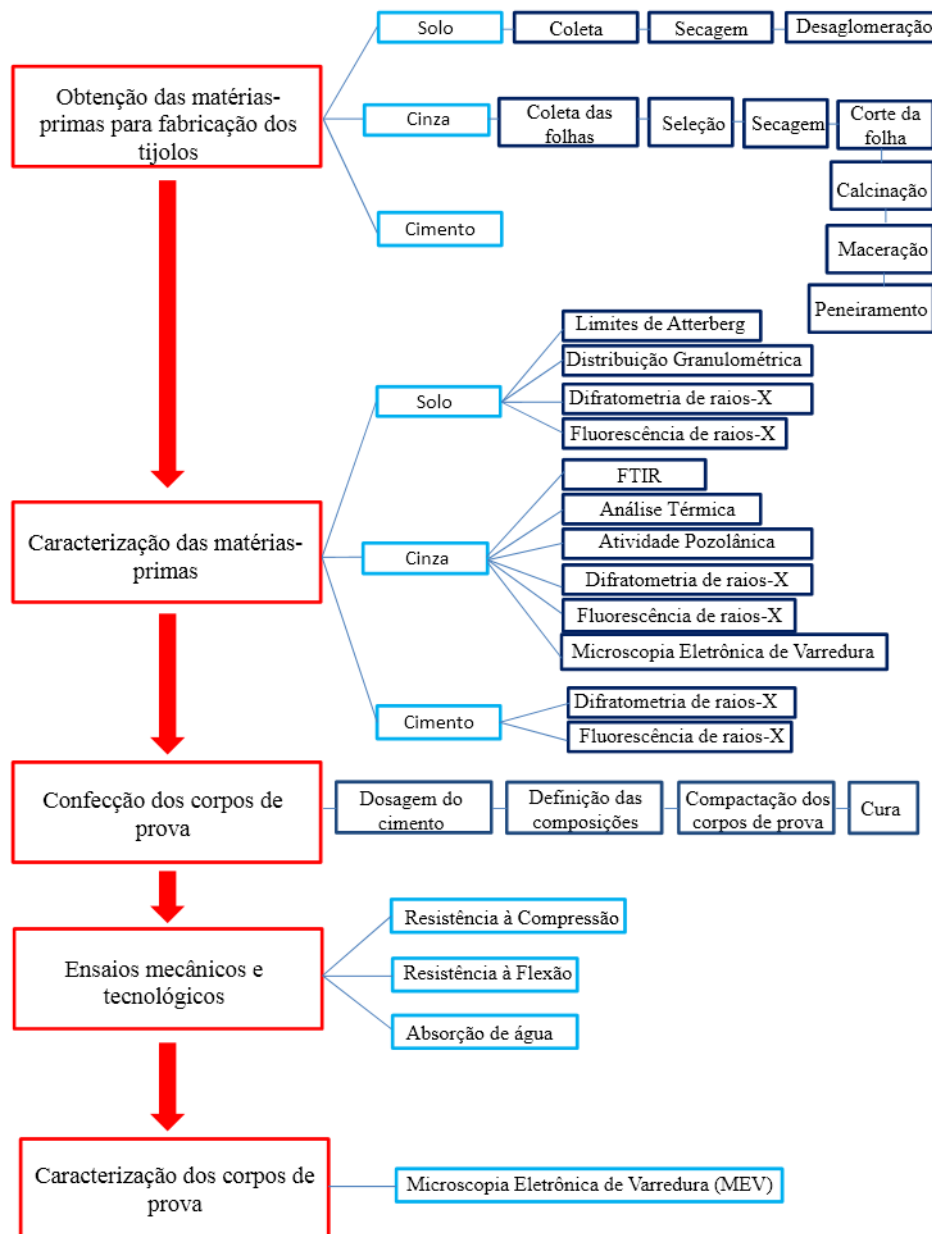 Obtenção das matérias-
primas para fabricação dos
tijolos
Solo
Coleta
Secagem
Desaglomeração
Cinza
Coleta das
folhas
Seleção
Secagem
Corte da
folha
Calcinação
Maceração
Peneiramento
Cimento
Caracterização das matérias-
primas
Solo
Limites de Atterberg
Distribuição Granulométrica
Difratometria de raios-X
Fluorescência de raios-X
Cinza
FTIR
Análise Térmica
Atividade Pozolânica
Difratometria de raios-X
Fluorescência de raios-X
Microscopia Eletrônica de Varredura
Cimento
Difratometria de raios-X
Fluorescência de raios-X
Confecção dos corpos de
prova
Dosagem do
cimento
Definição das
composições
Compactação dos
corpos de prova
Cura
Ensaios mecânicos e
tecnológicos
Resistência à Compressão
Resistência à Flexão
Absorção de água
Caracterização dos corpos de
prova
Microscopia Eletrônica de Varredura (MEV)